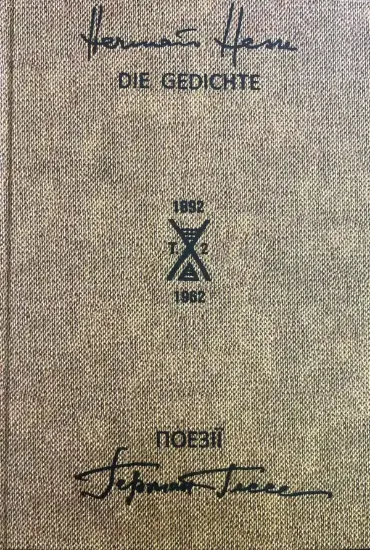 Hermann Hesse
DIE GEDICHTE
1892
Т. 2
1962
ПОЕЗІЇ
Герман Гессе